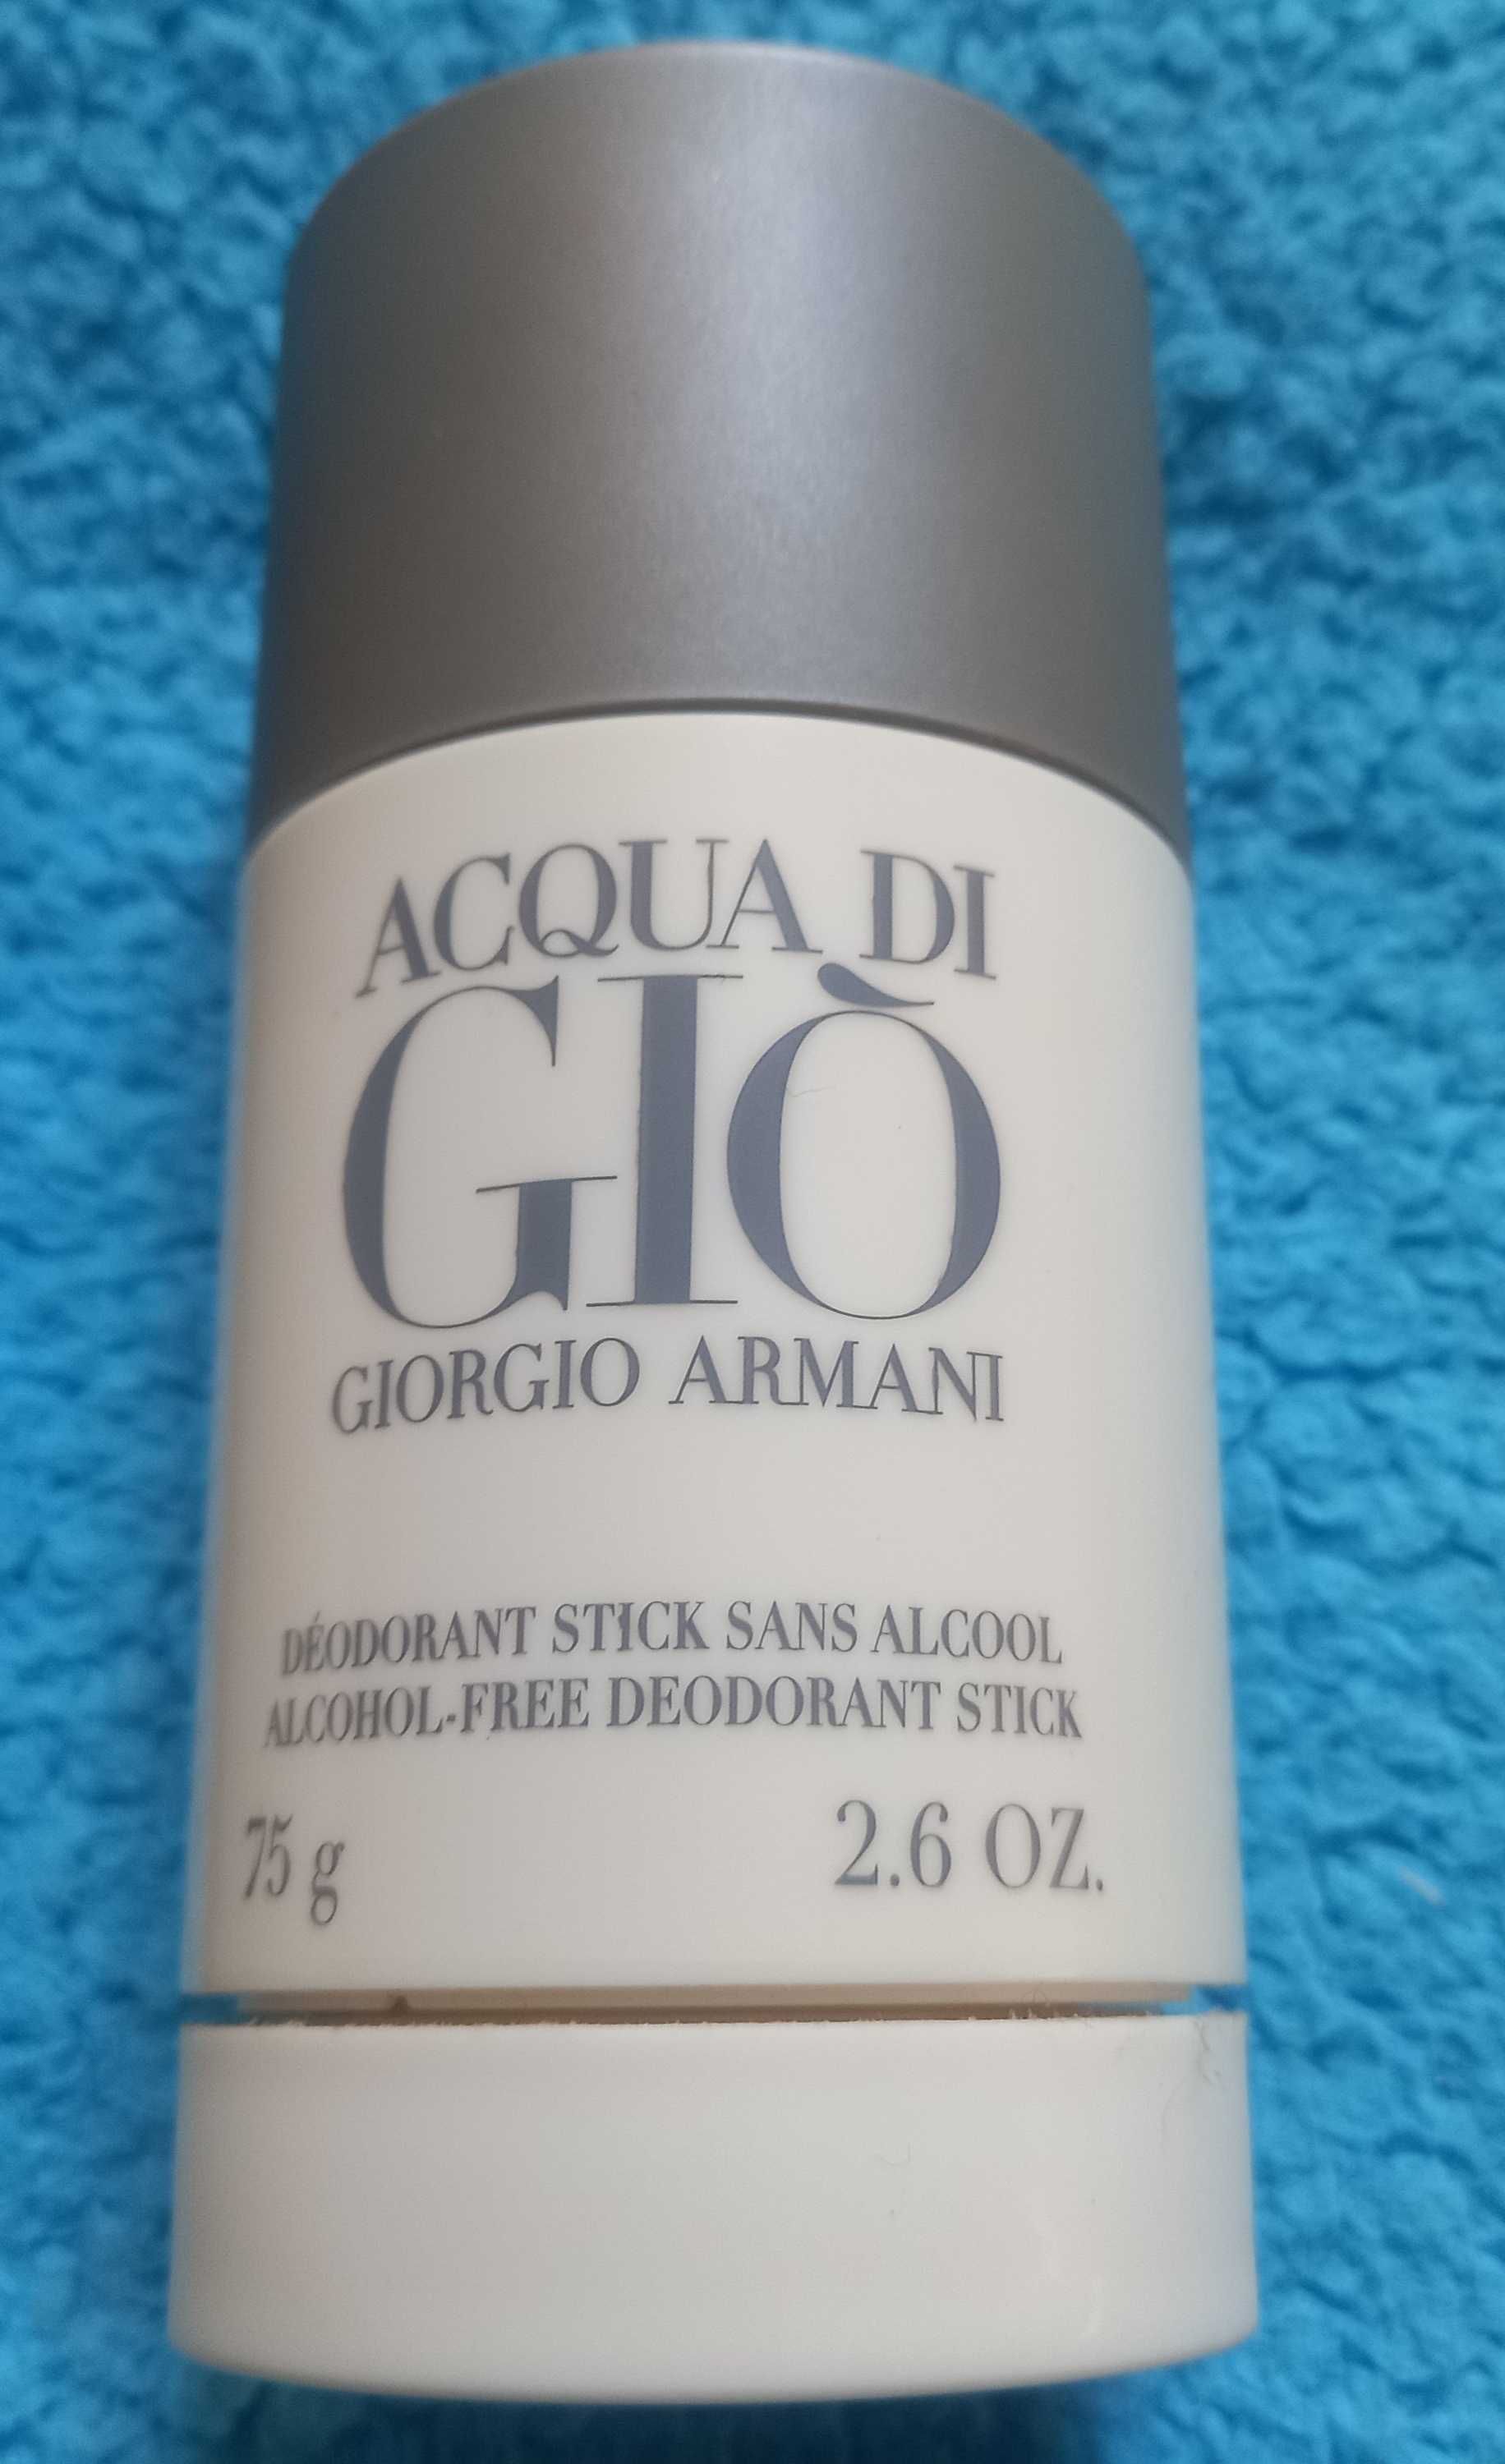 ACQUA DI
GIÒ
GIORGIO ARMANI
DÉODORANT STICK SANS ALCOOL
ALCOHOL-FREE DEODORANT STICK
75 g 2.6 OZ.